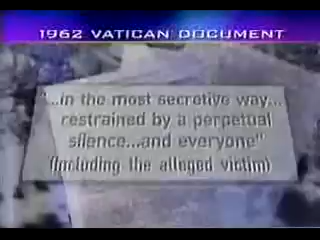 1962 VATICAN DOCUMENT
"...in the most secretive way...
restrained by a perpetual
silence...and everyone"
(including the alleged victim)